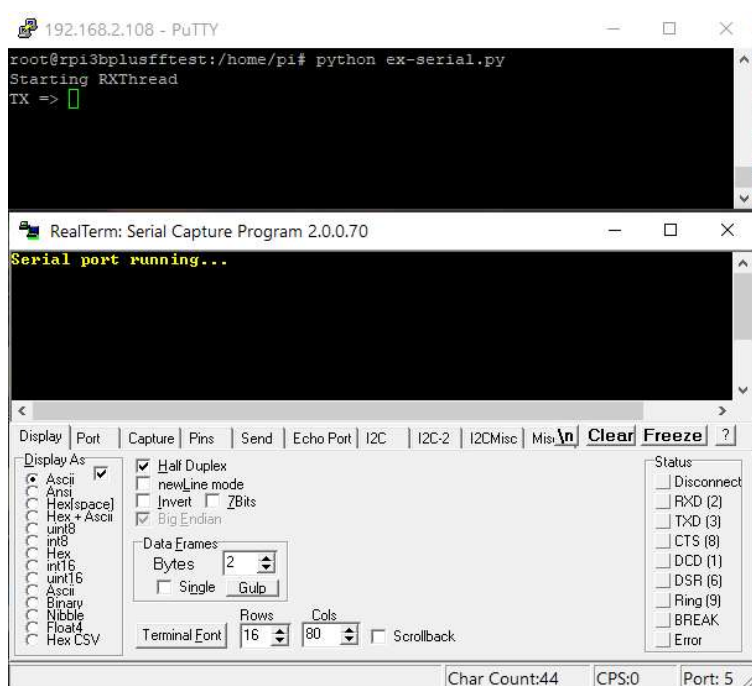 192.168.2.108 - PuTTY
root@rpi3bplusfftest:/home/pi# python ex-serial.py
Starting RXThread
TX =>
RealTerm: Serial Capture Program 2.0.0.70
Serial port running...
Display Port Capture Pins Send Echo Port I2C I2C-2 I2CMisc Misc \n Clear Freeze ?
Display As
Ascii
Ansi
Hex[space]
Hex + Ascii
uint8
int8
Hex
int16
uint16
Ascii
Binary
Nibble
Float4
Hex CSV
Half Duplex
newLine mode
Invert 7Bits
Big Endian
Data Frames
Bytes 2
Single Gulp
Rows Cols
Terminal Font 16 80 Scrollback
Status
Disconnect
RXD (2)
TXD (3)
CTS (8)
DCD (1)
DSR (6)
Ring (9)
BREAK
Error
Char Count:44 CPS:0 Port: 5